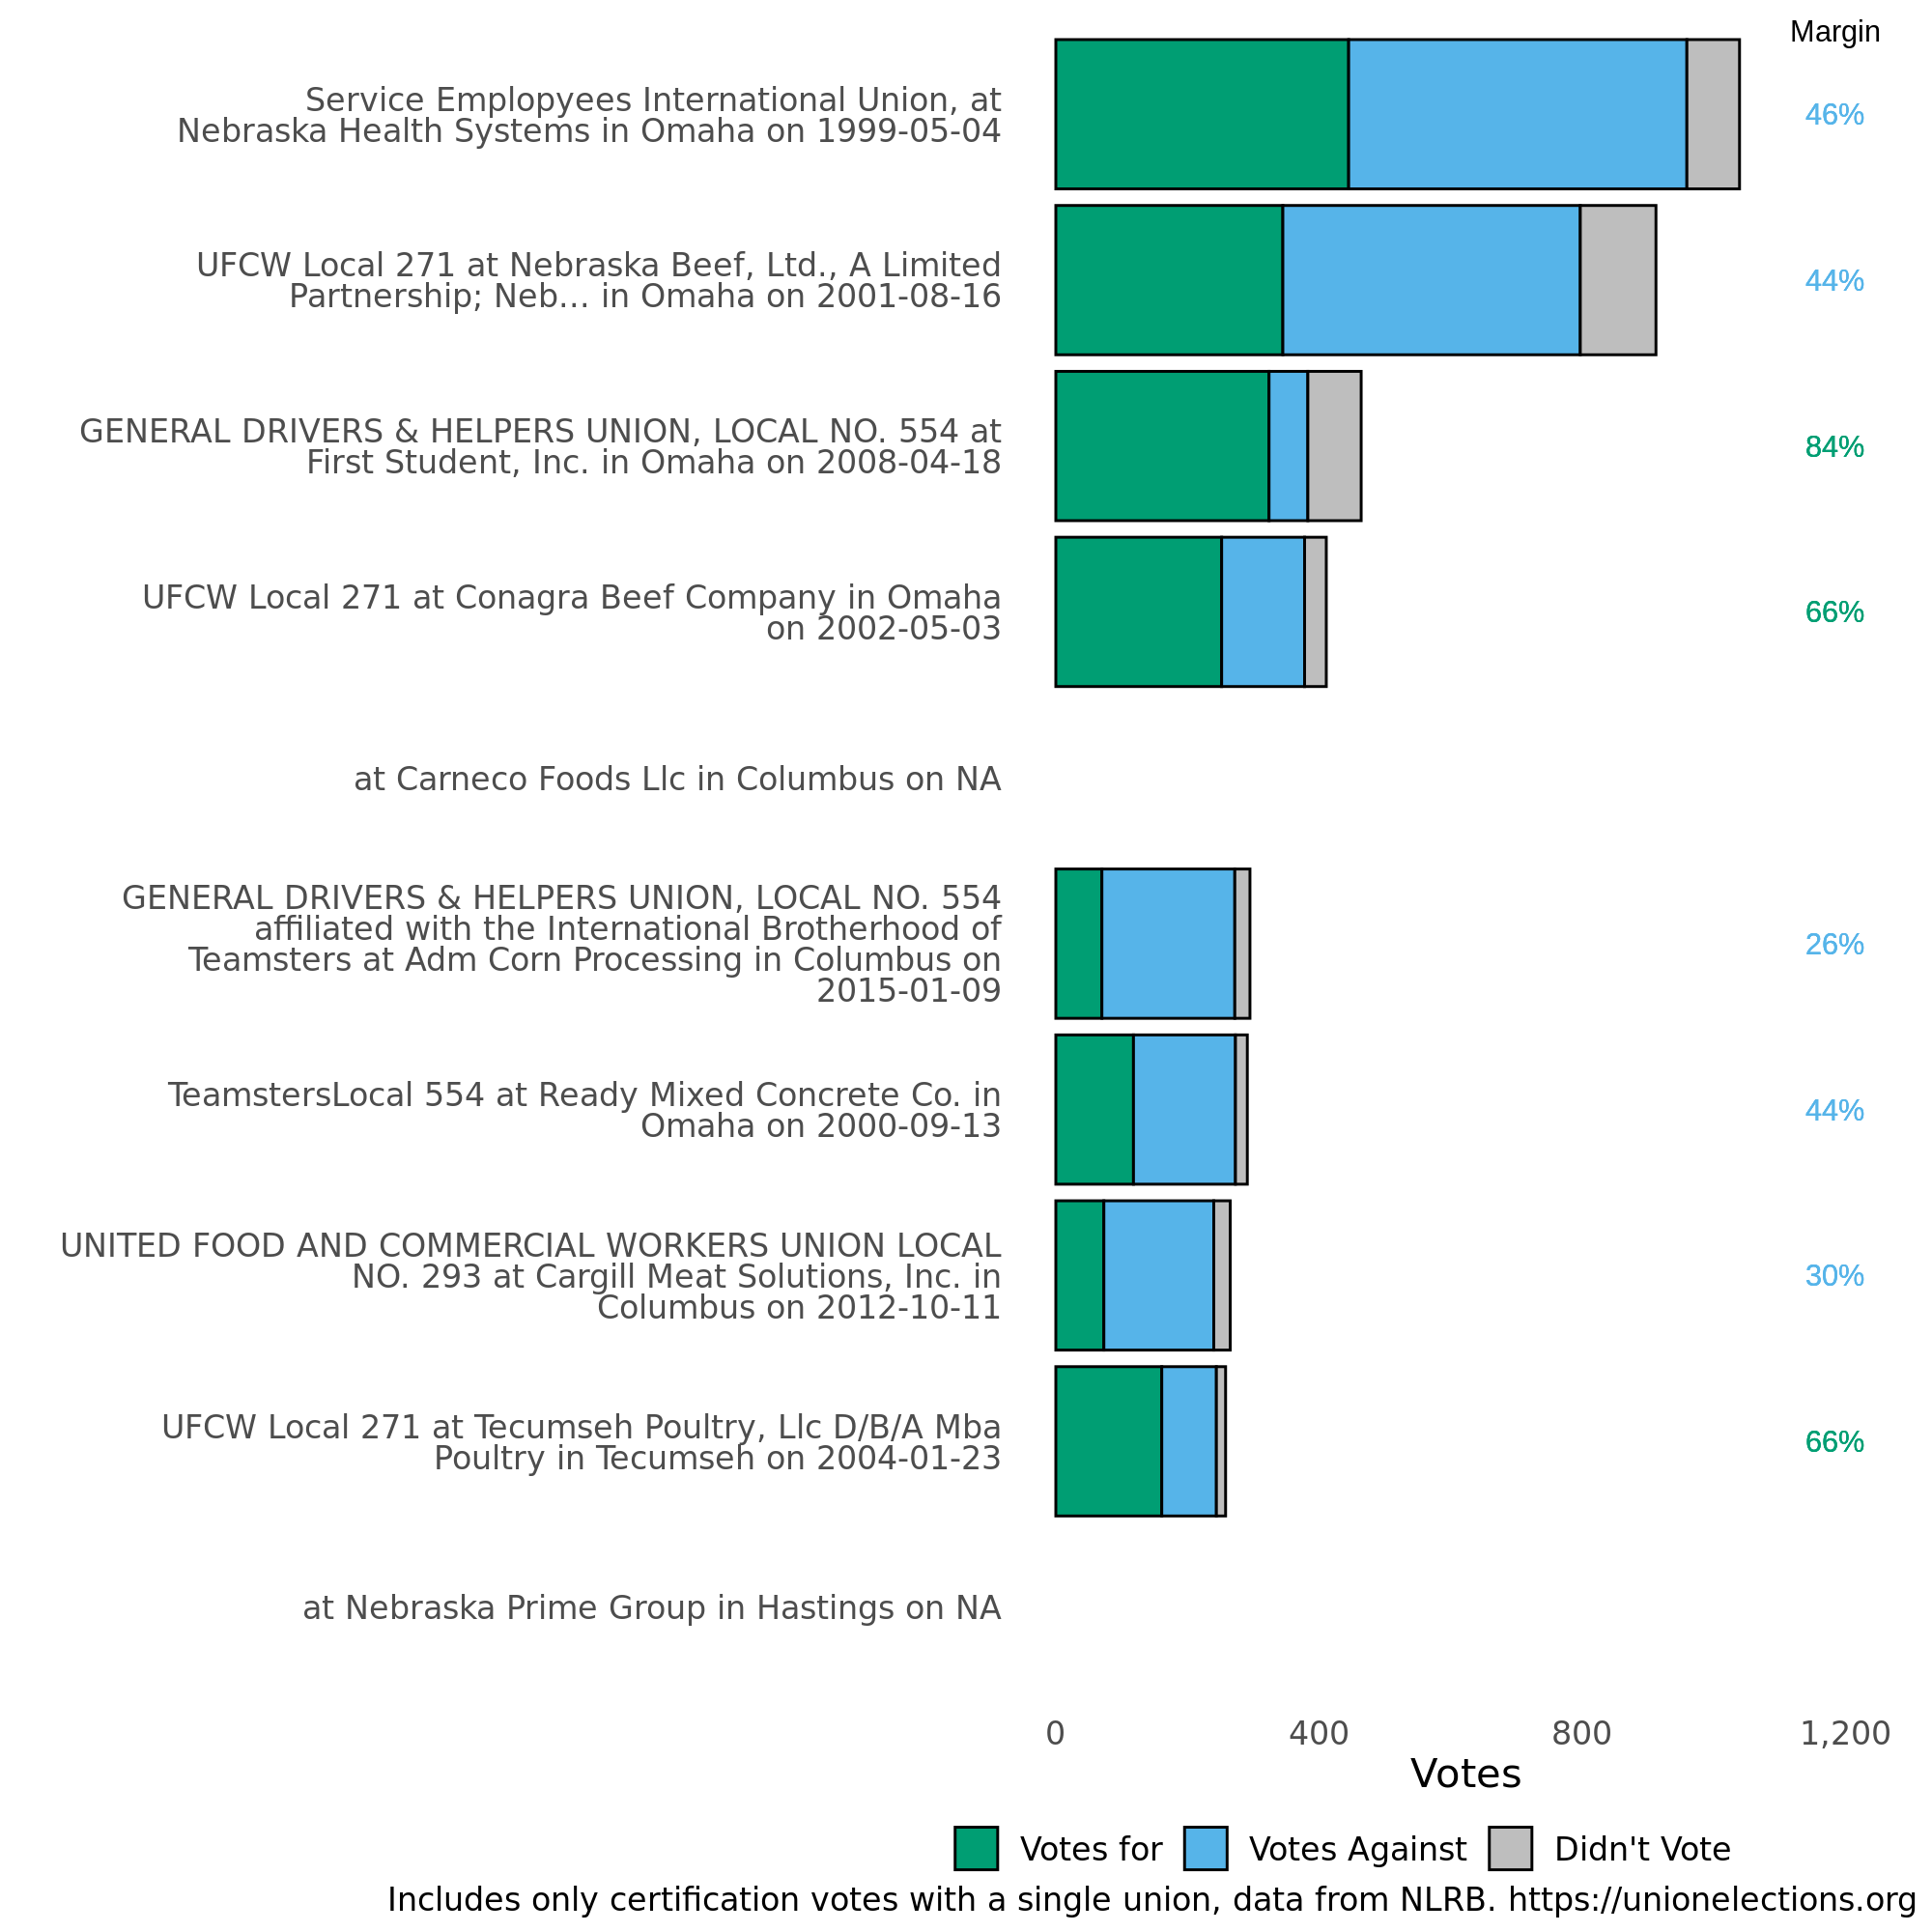 Margin
Service Emplopyees International Union, at
Nebraska Health Systems in Omaha on 1999-05-04
46%
UFCW Local 271 at Nebraska Beef, Ltd., A Limited
Partnership; Neb... in Omaha on 2001-08-16
44%
GENERAL DRIVERS & HELPERS UNION, LOCAL NO. 554 at
First Student, Inc. in Omaha on 2008-04-18
84%
UFCW Local 271 at Conagra Beef Company in Omaha
on 2002-05-03
66%
at Carneco Foods Llc in Columbus on NA
GENERAL DRIVERS & HELPERS UNION, LOCAL NO. 554
affiliated with the International Brotherhood of
Teamsters at Adm Corn Processing in Columbus on
2015-01-09
26%
TeamstersLocal 554 at Ready Mixed Concrete Co. in
Omaha on 2000-09-13
44%
UNITED FOOD AND COMMERCIAL WORKERS UNION LOCAL
NO. 293 at Cargill Meat Solutions, Inc. in
Columbus on 2012-10-11
30%
UFCW Local 271 at Tecumseh Poultry, Llc D/B/A Mba
Poultry in Tecumseh on 2004-01-23
66%
at Nebraska Prime Group in Hastings on NA
0 400 800 1,200
Votes
Votes for Votes Against Didn't Vote
Includes only certification votes with a single union, data from NLRB. https://unionelections.org